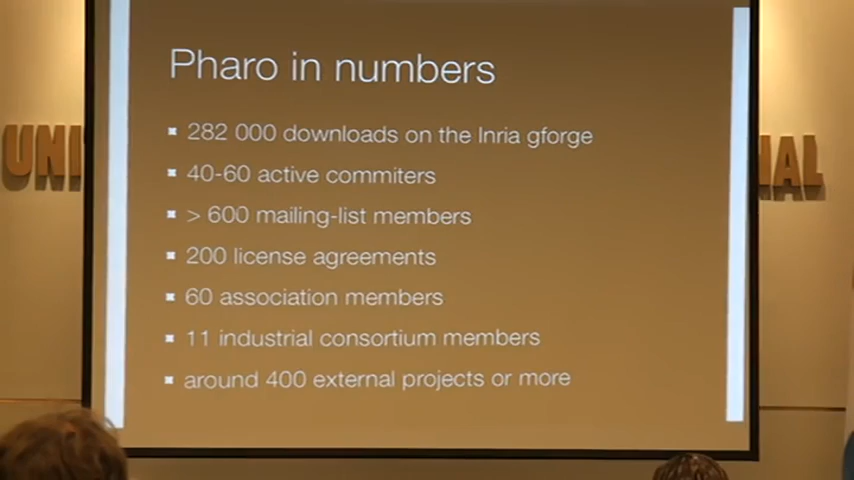 Pharo in numbers
282 000 downloads on the Inria gforge
40-60 active commiters
> 600 mailing-list members
200 license agreements
60 association members
11 industrial consortium members
around 400 external projects or more
UNI
NAL